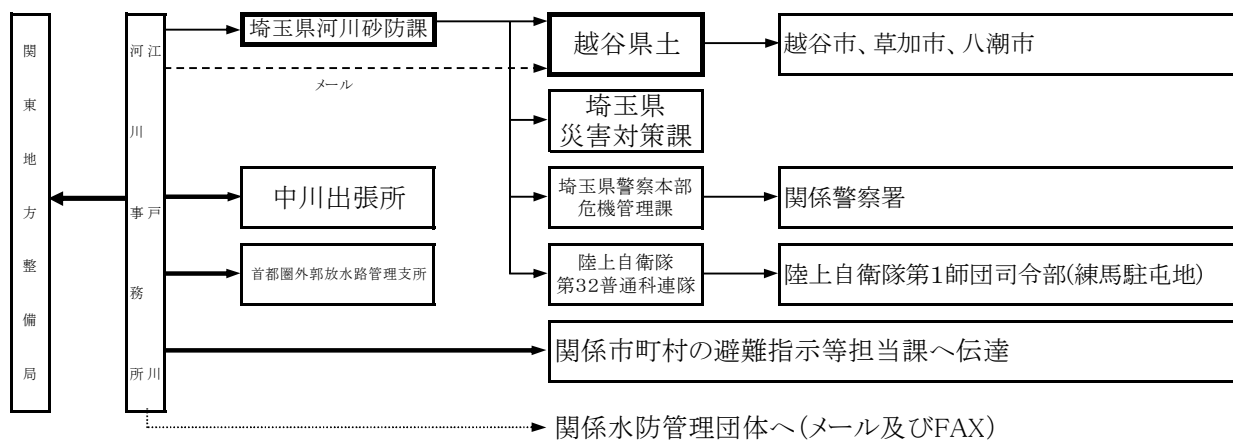 関東地方整備局
江戸川
河川事務所
埼玉県河川砂防課
メール
中川出張所
首都圏外郭放水路管理支所
越谷県土
越谷市、草加市、八潮市
埼玉県
災害対策課
埼玉県警察本部
危機管理課
関係警察署
陸上自衛隊
第32普通科連隊
陸上自衛隊第1師団司令部(練馬駐屯地)
関係市町村の避難指示等担当課へ伝達
関係水防管理団体へ(メール及びFAX)